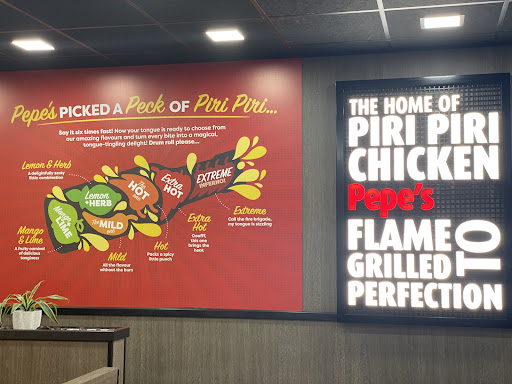 Pepe's PICKED A Peck OF Piri Piri...
Say it six times fast! Now your tongue is ready to choose from
our amazing flavours and turn every bite into a magical,
tongue-tingling delight! Drum roll please...
Lemon & Herb
A delightfully zesty
little combination
Mango & LIME
Lemon + HERB
The MILD
The HOT
Extra HOT
EXTREME
INFERNO!
Mango
& Lime
A fruity carnival
of delicious
tanginess
Mild
All the flavour
without the burn
Hot
Packs a spicy
little punch
Extra
Hot
this one
brings the
heat
Extreme
Call the fire brigade,
my tongue is sizzling
THE HOME OF
PIRI PIRI
CHICKEN
Pepe's
FLAME
GRILLED
TO
PERFECTION